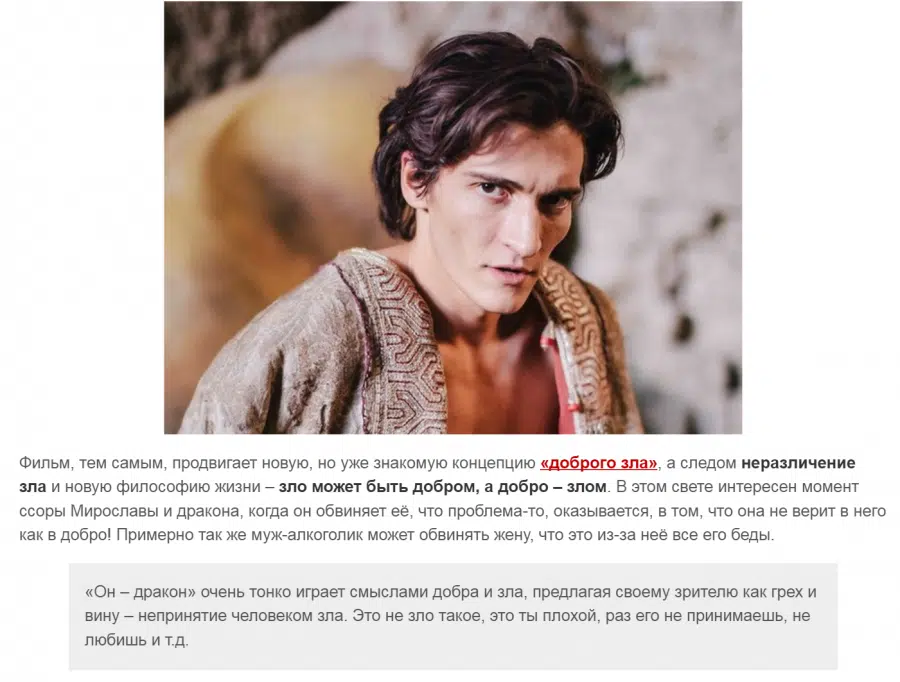 Фильм, тем самым, продвигает новую, но уже знакомую концепцию «доброго зла», а следом неразличение
зла и новую философию жизни – зло может быть добром, а добро – злом. В этом свете интересен момент
ссоры Мирославы и дракона, когда он обвиняет её, что проблема-то, оказывается, в том, что она не верит в него
как в добро! Примерно так же муж-алкоголик может обвинять жену, что это из-за неё все его беды.
«Он – дракон» очень тонко играет смыслами добра и зла, предлагая своему зрителю как грех и
вину – непринятие человеком зла. Это не зло такое, это ты плохой, раз его не принимаешь, не
любишь и т.д.